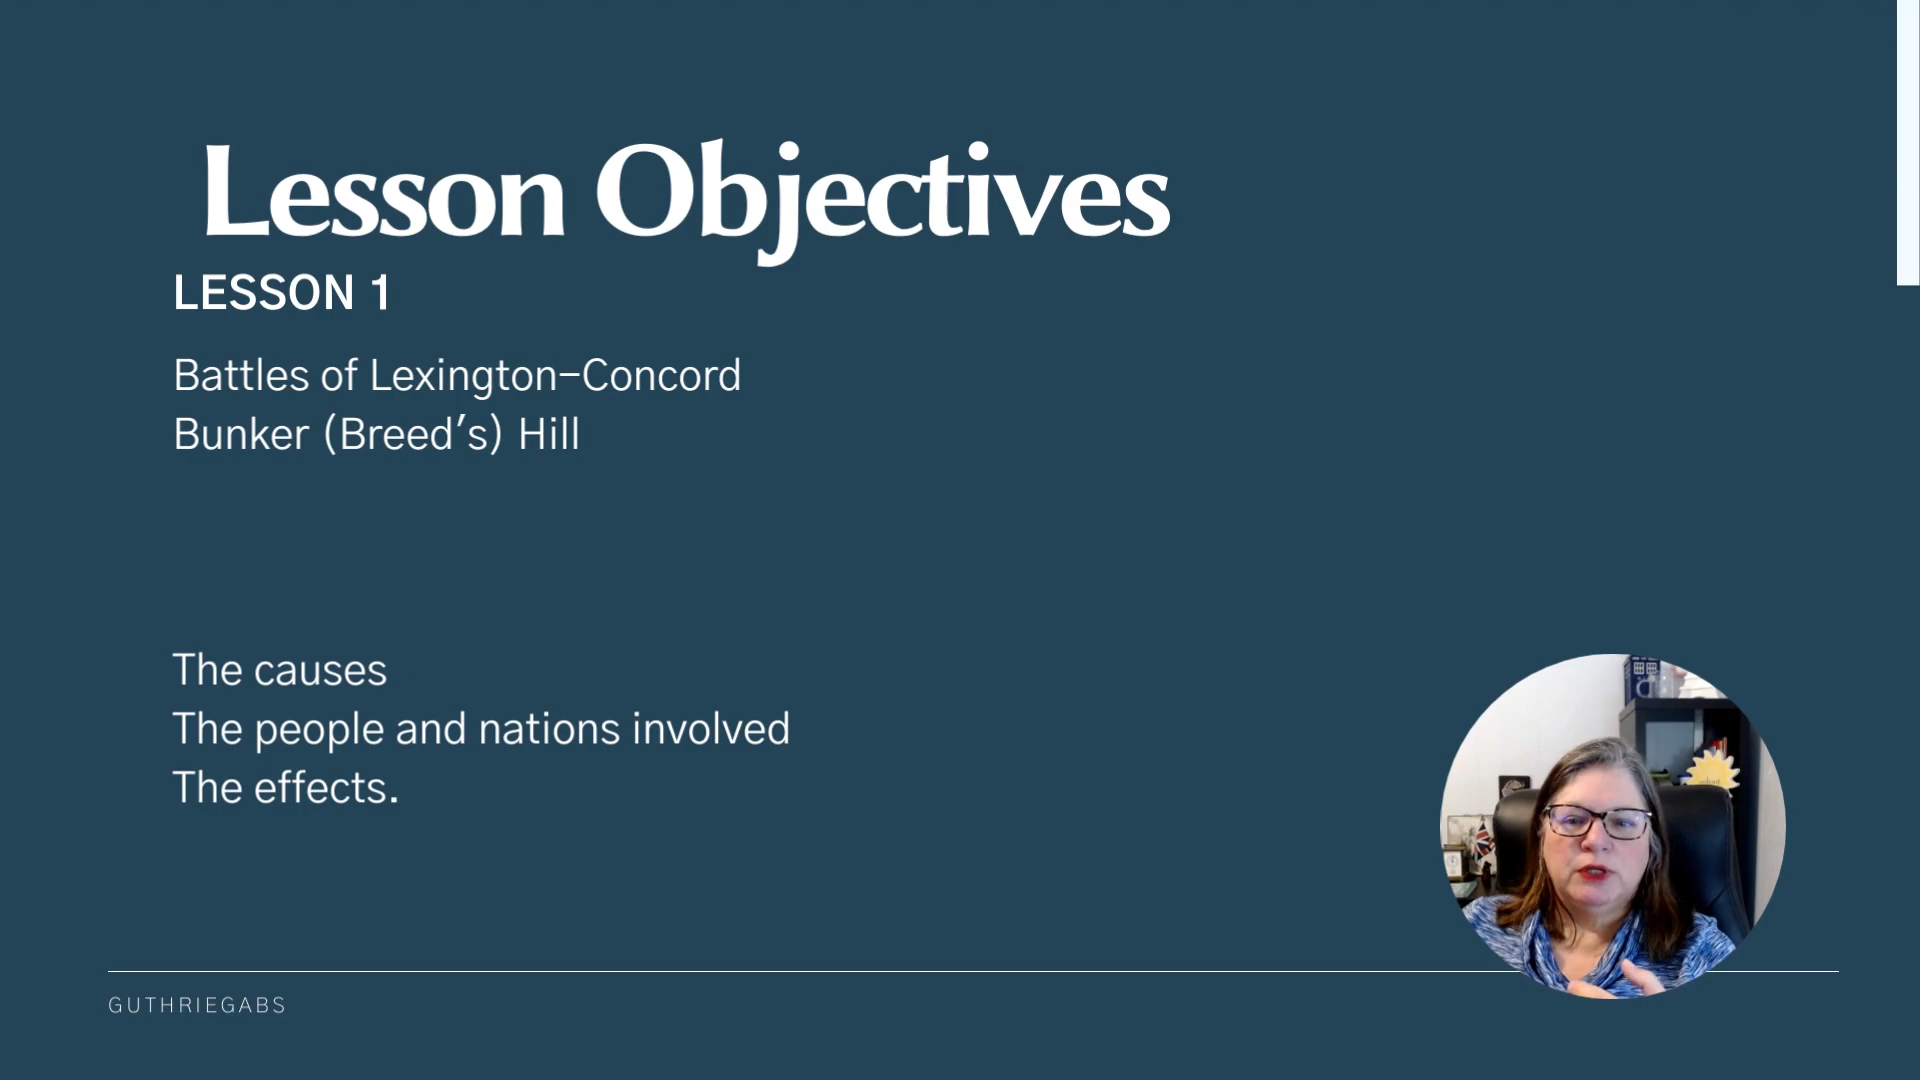 Lesson Objectives
LESSON 1
Battles of Lexington-Concord
Bunker (Breed's) Hill
The causes
The people and nations involved
The effects.
GUTHRIEGABS